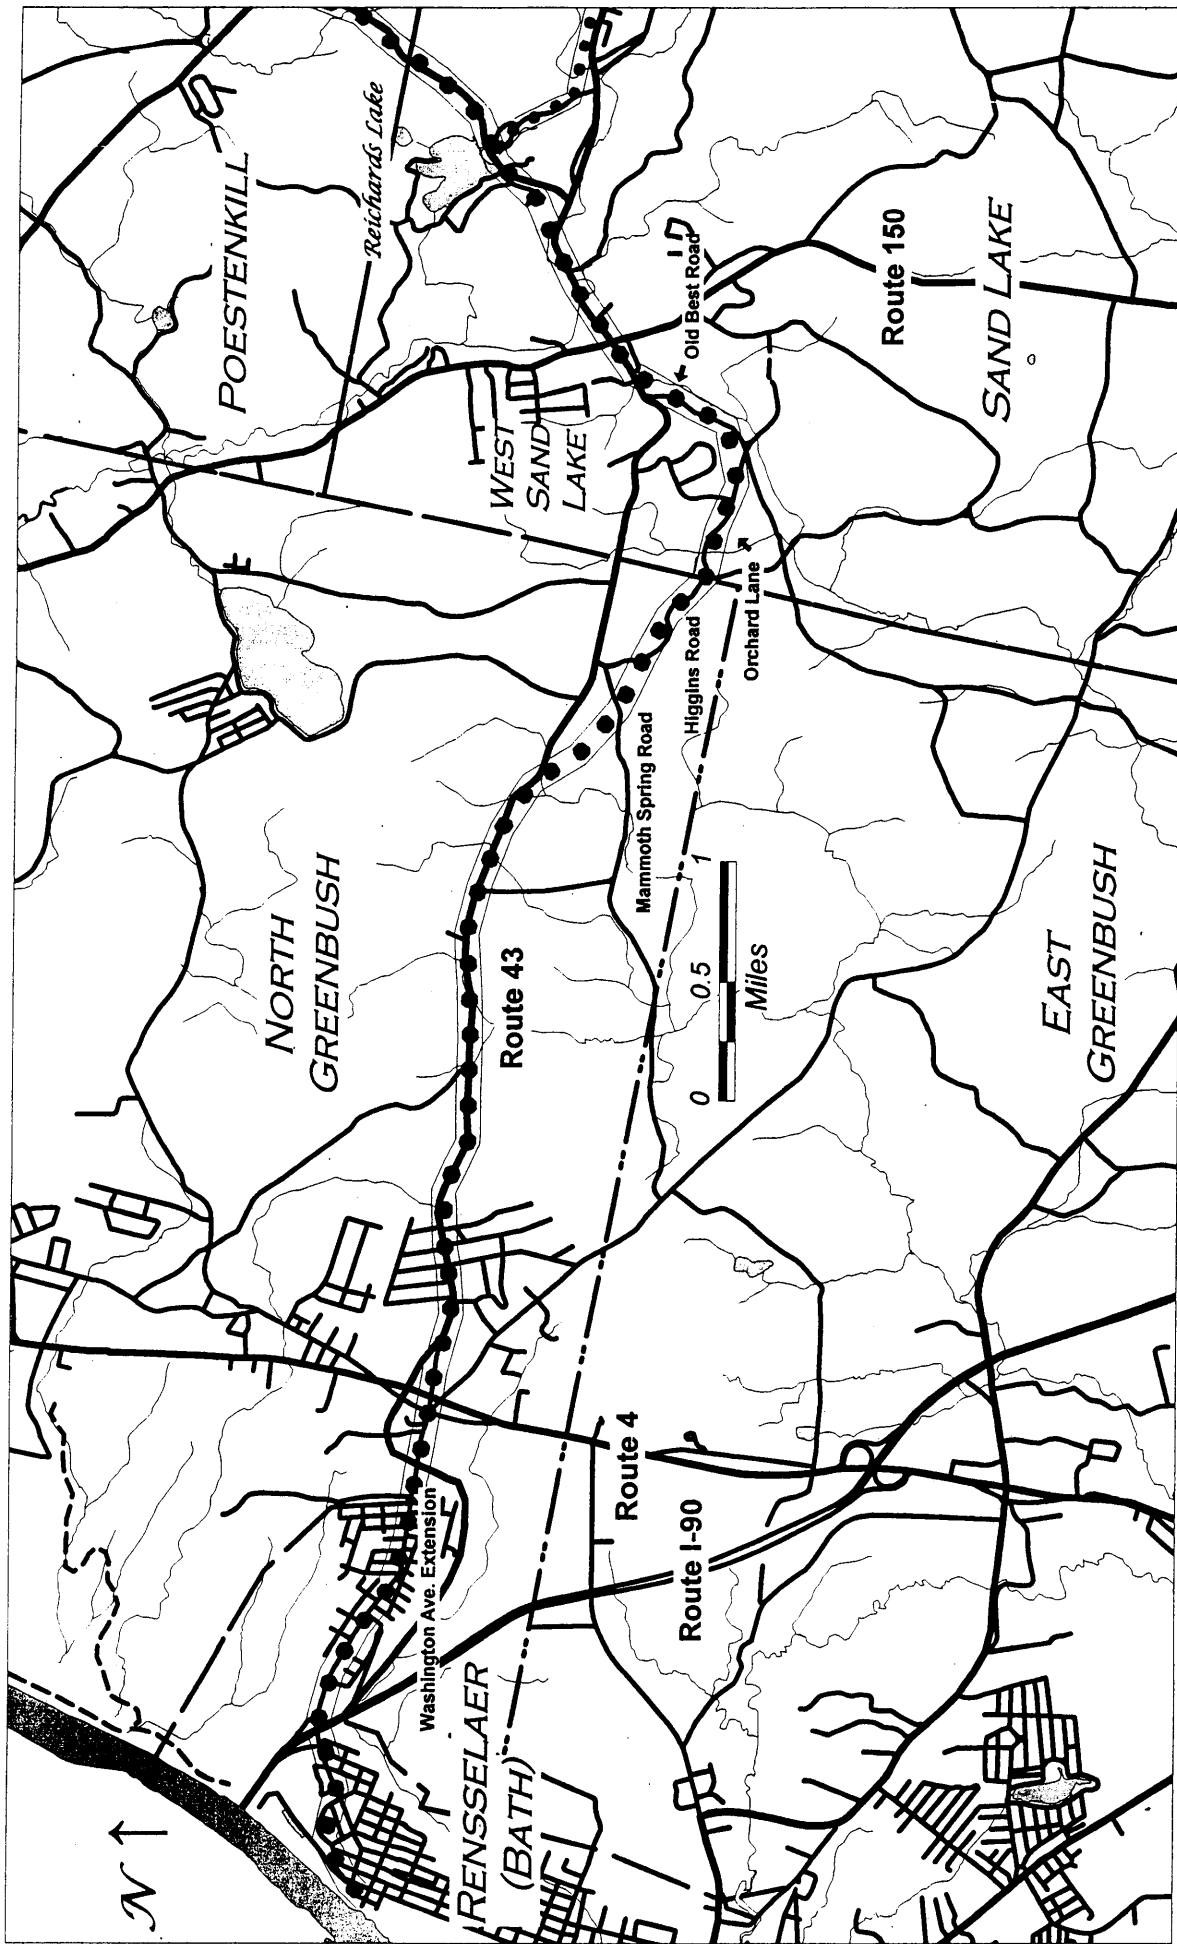 POESTENKILL
Reichards Lake
WEST
SAND
LAKE
Old Best Road
Route 150
SAND LAKE
Orchard Lane
Higgins Road
Mammoth Spring Road
NORTH
GREENBUSH
Route 43
0 0.5 1
Miles
EAST
GREENBUSH
Route 4
Route I-90
Washington Ave. Extension
RENSSELAER
(BATH)
N